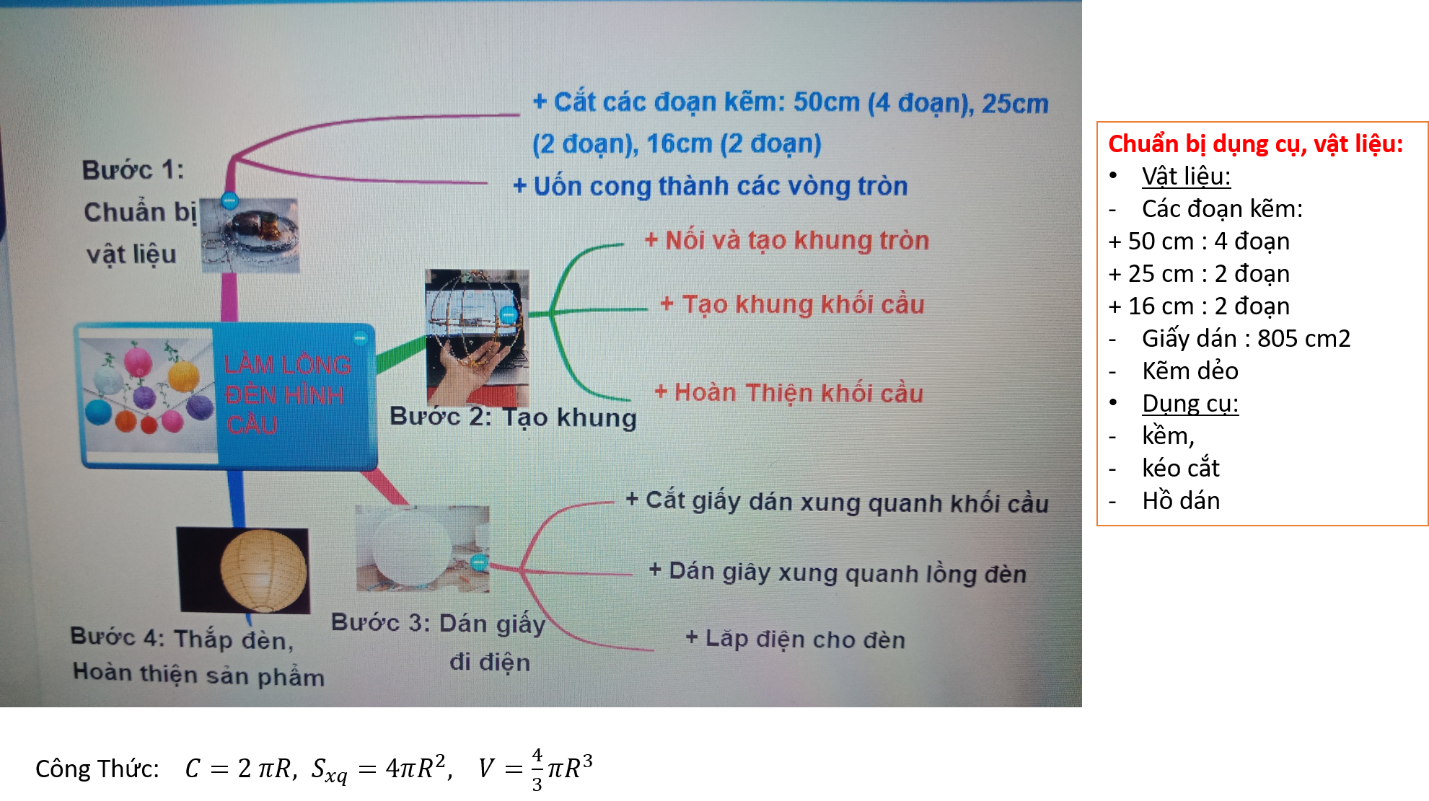 + Cắt các đoạn kẽm: 50cm (4 đoạn), 25cm
(2 đoạn), 16cm (2 đoạn)
+ Uốn cong thành các vòng tròn
Bước 1:
Chuẩn bị
vật liệu
+ Nối và tạo khung tròn
+ Tạo khung khối cầu
+ Hoàn Thiện khối cầu
Bước 2: Tạo khung
LÀM LỒNG
ĐÈN HÌNH
CẦU
+ Cắt giấy dán xung quanh khối cầu
+ Dán giây xung quanh lồng đèn
+ Lắp điện cho đèn
Bước 3: Dán giấy
đi điện
Bước 4: Thắp đèn,
Hoàn thiện sản phẩm
Chuẩn bị dụng cụ, vật liệu:
• Vật liệu:
- Các đoạn kẽm:
+ 50 cm : 4 đoạn
+ 25 cm : 2 đoạn
+ 16 cm : 2 đoạn
- Giấy dán : 805 cm2
- Kẽm dẻo
• Dụng cụ:
- kềm,
- kéo cắt
- Hồ dán
Công Thức: C = 2 πR, S_xq = 4πR², V = 4/3 πR³